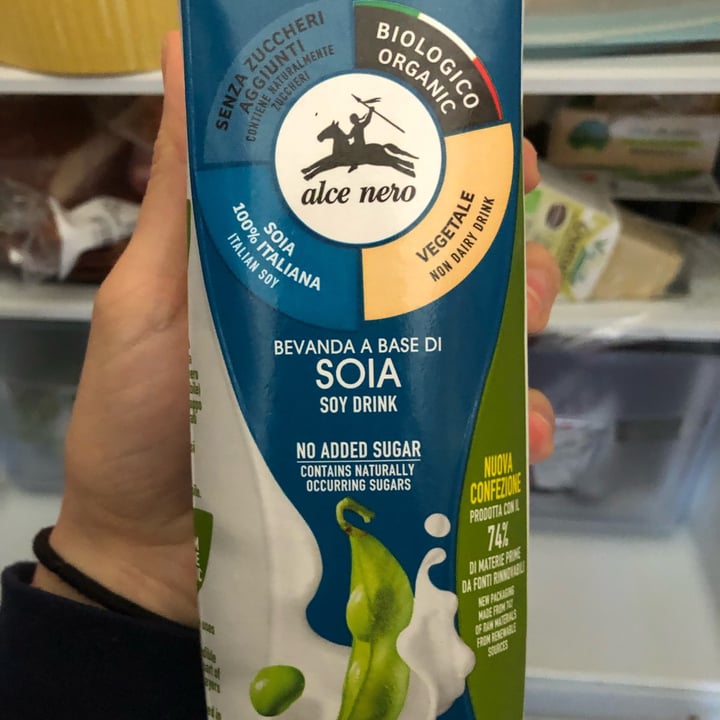 SENZA ZUCCHERI
AGGIUNTI
CONTIENE NATURALMENTE
ZUCCHERI
BIOLOGICO
ORGANIC
alce nero
SOIA
100% ITALIANA
ITALIAN SOY
VEGETALE
NON DAIRY DRINK
BEVANDA A BASE DI
SOIA
SOY DRINK
NO ADDED SUGAR
CONTAINS NATURALLY
OCCURRING SUGARS
NUOVA
CONFEZIONE
PRODOTTA CON IL
74%
DI MATERIE PRIME
DA FONTI RINNOVABILI
NEW PACKAGING
MADE FROM 74%
OF RAW MATERIALS
FROM RENEWABLE
SOURCES